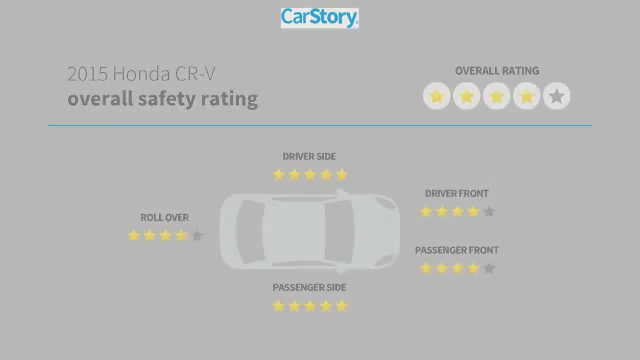 CarStory
2015 Honda CR-V
overall safety rating
OVERALL RATING
DRIVER SIDE
DRIVER FRONT
ROLL OVER
PASSENGER FRONT
PASSENGER SIDE